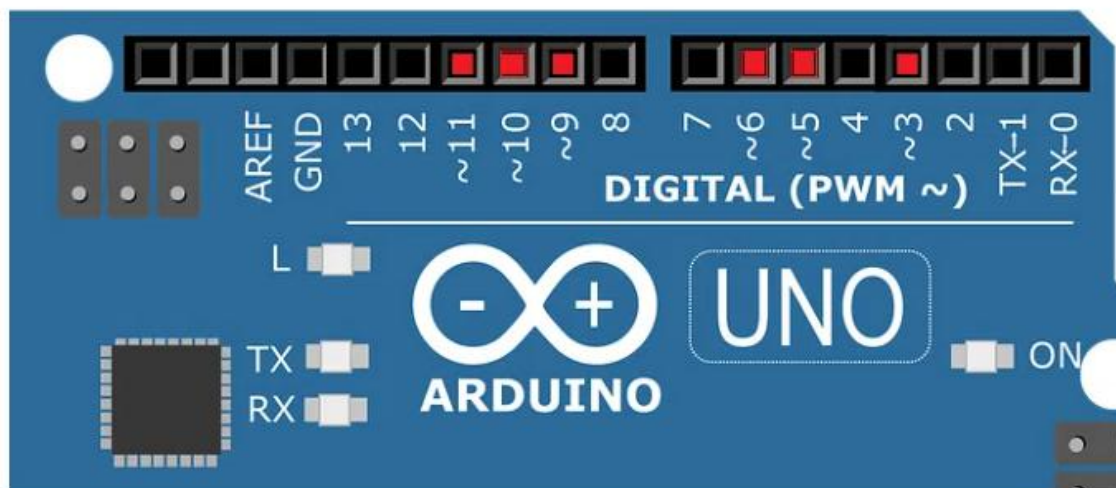 AREF
GND
13
12
~11
~10
~9
8
7
~6
~5
4
~3
2
TX→1
RX←0
DIGITAL (PWM ~)
L
- +
UNO
TX
ON
RX
ARDUINO